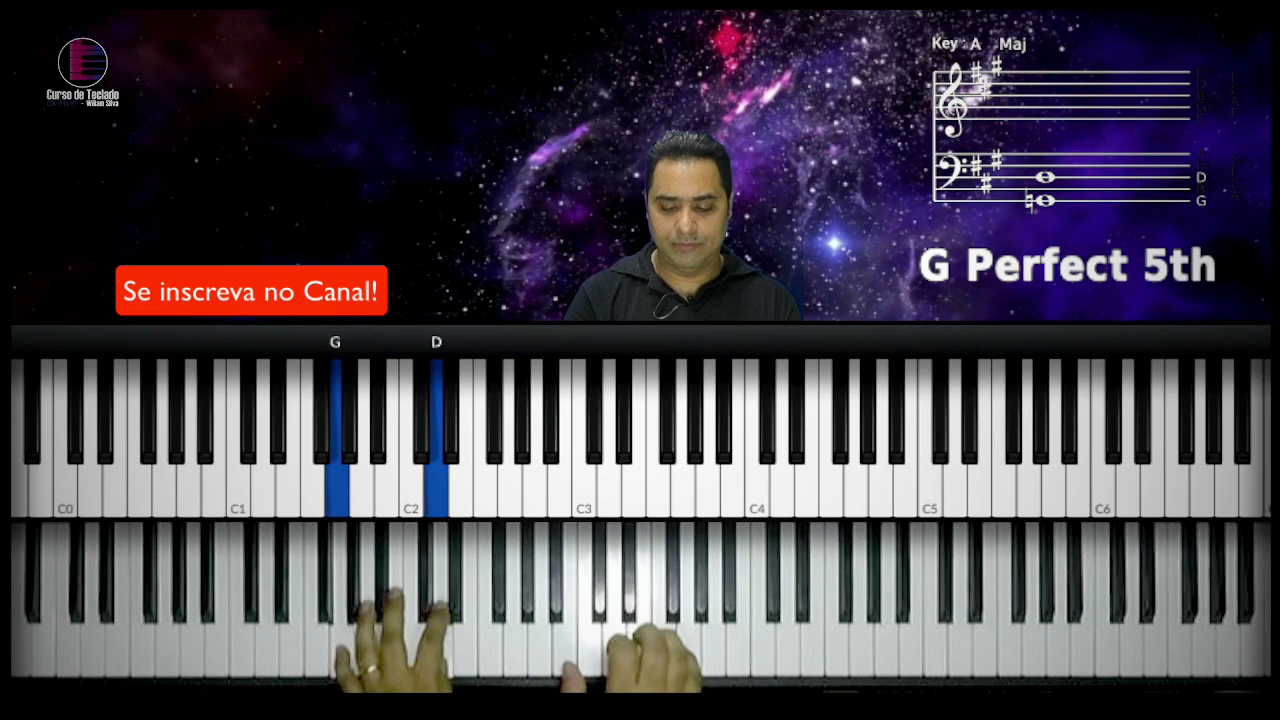 Curso de Teclado
- Wiliam Silva
Key : A Maj
D
G
G Perfect 5th
Se inscreva no Canal!
G D
C0 C1 C2 C3 C4 C5 C6